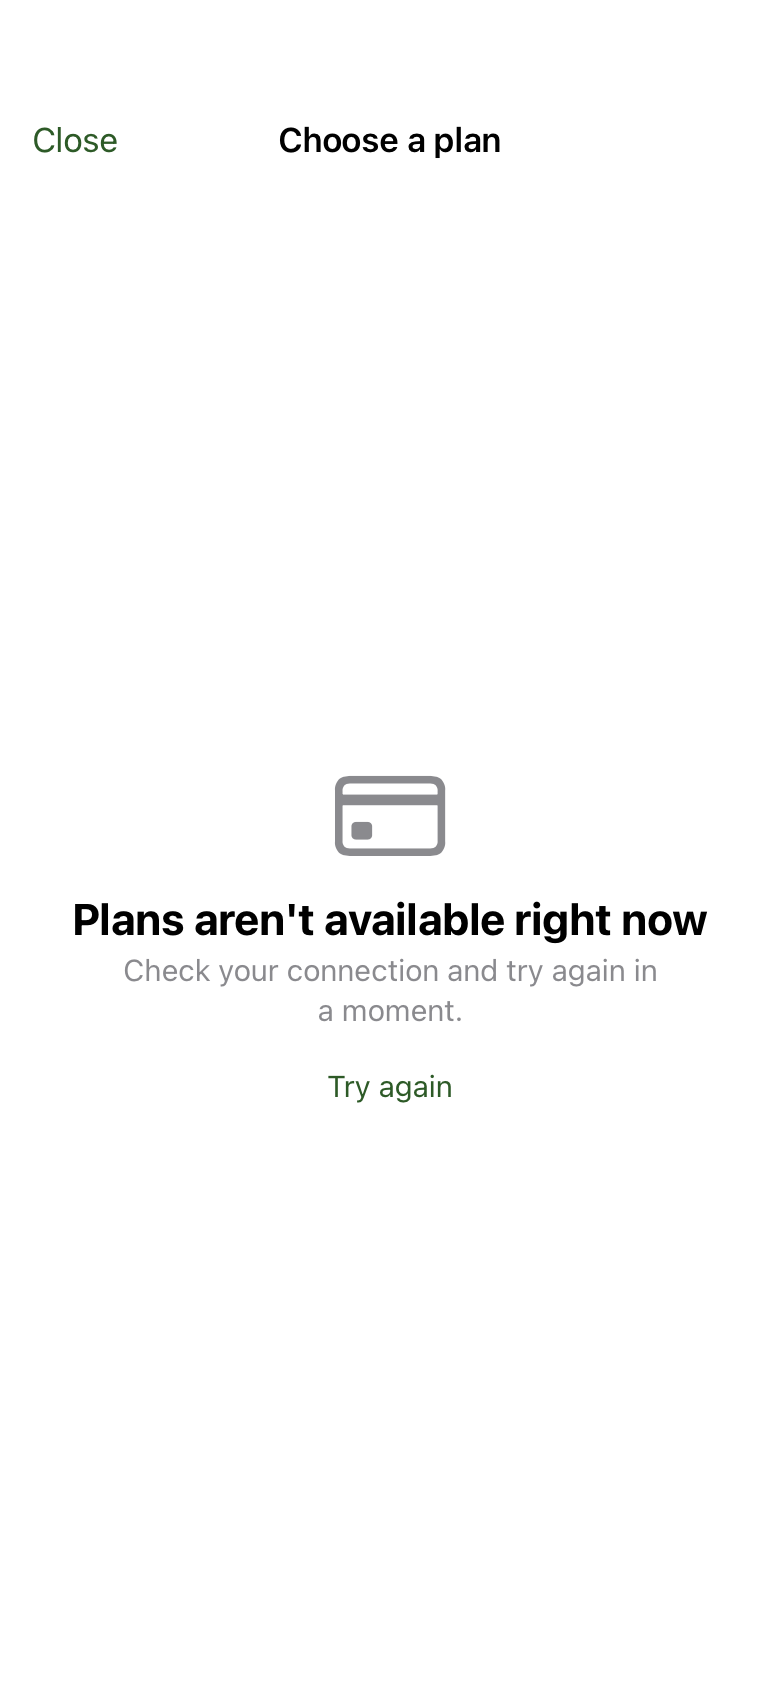 Close
Choose a plan
Plans aren't available right now
Check your connection and try again in
a moment.
Try again